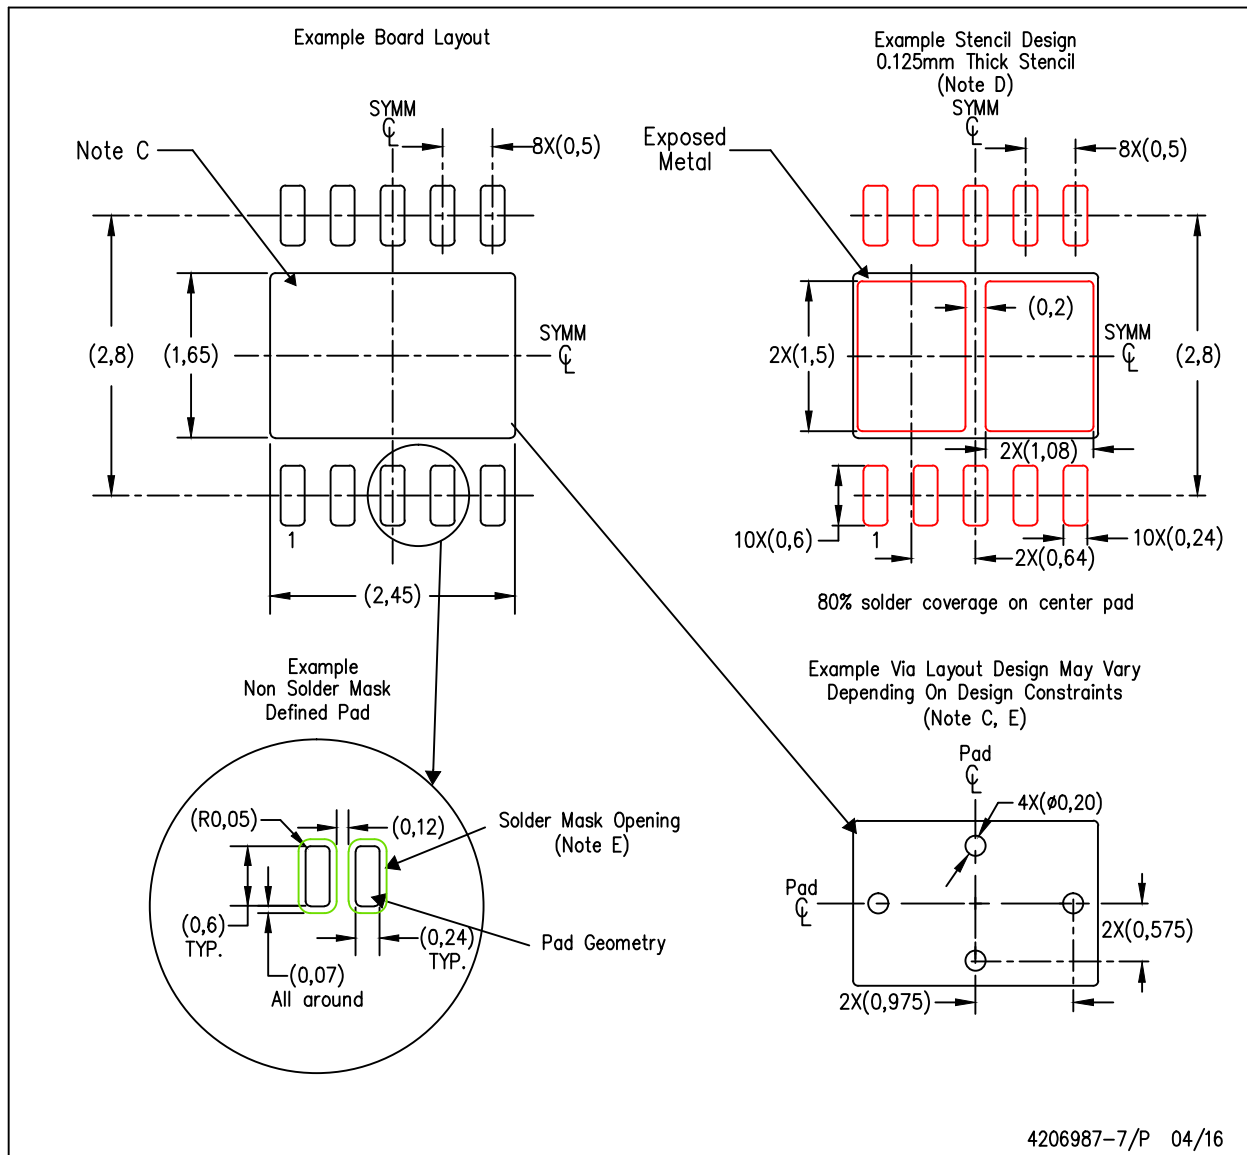 Example Board Layout
SYMM
℄
Note C
8X(0,5)
(2,8)
(1,65)
SYMM
℄
1
(2,45)
Example Stencil Design
0.125mm Thick Stencil
(Note D)
SYMM
℄
Exposed
Metal
8X(0,5)
(0,2)
SYMM
℄
2X(1,5)
(2,8)
2X(1,08)
10X(0,6)
1
2X(0,64)
10X(0,24)
80% solder coverage on center pad
Example
Non Solder Mask
Defined Pad
(R0,05)
(0,12)
Solder Mask Opening
(Note E)
(0,6)
TYP.
(0,24)
TYP.
Pad Geometry
(0,07)
All around
Example Via Layout Design May Vary
Depending On Design Constraints
(Note C, E)
Pad
℄
4X(ø0,20)
Pad
℄
2X(0,575)
2X(0,975)
4206987-7/P 04/16